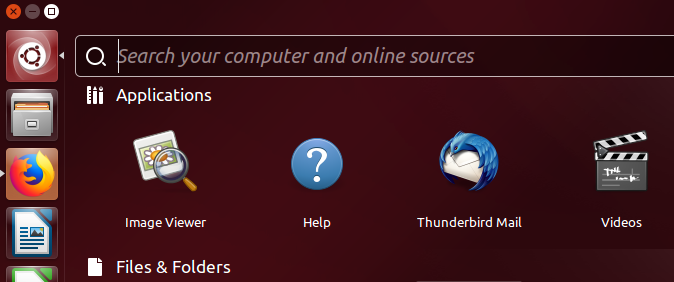 Search your computer and online sources
Applications
Image Viewer
Help
Thunderbird Mail
Videos
Files & Folders